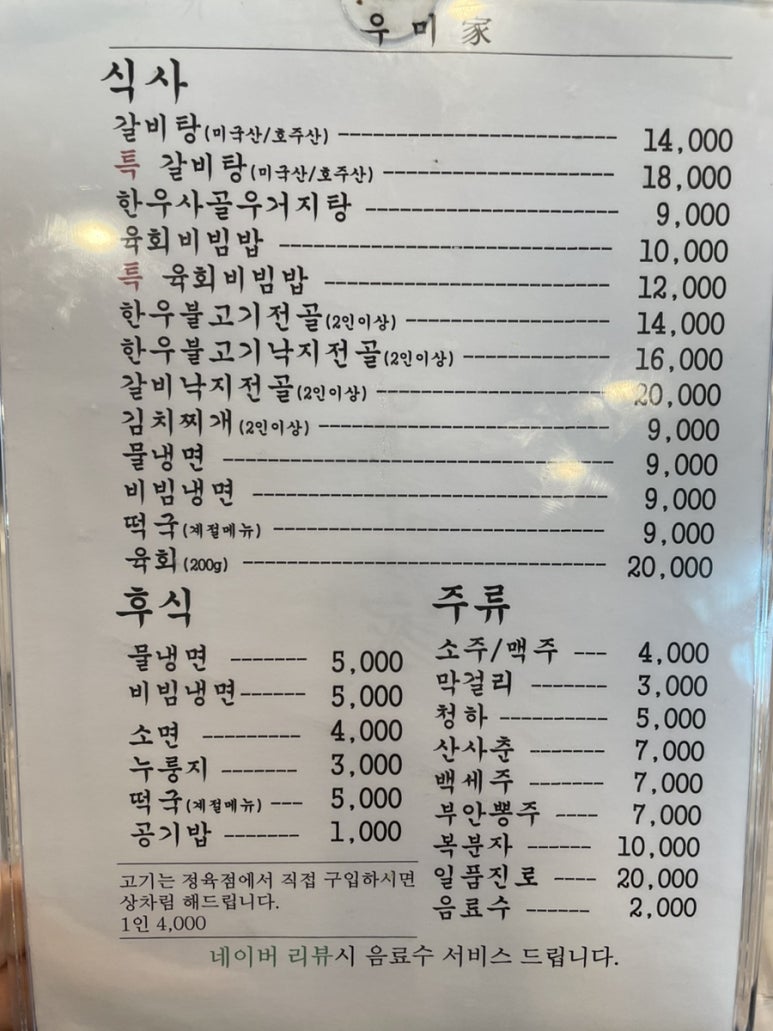 우미家
식사
갈비탕(미국산/호주산) 14,000
특 갈비탕(미국산/호주산) 18,000
한우사골우거지탕 9,000
육회비빔밥 10,000
특 육회비빔밥 12,000
한우불고기전골(2인이상) 14,000
한우불고기낙지전골(2인이상) 16,000
갈비낙지전골(2인이상) 20,000
김치찌개(2인이상) 9,000
물냉면 9,000
비빔냉면 9,000
떡국(계절메뉴) 9,000
육회(200g) 20,000
후식
물냉면 5,000
비빔냉면 5,000
소면 4,000
누룽지 3,000
떡국(계절메뉴) 5,000
공기밥 1,000
고기는 정육점에서 직접 구입하시면
상차림 해드립니다.
1인 4,000
주류
소주/맥주 4,000
막걸리 3,000
청하 5,000
산사춘 7,000
백세주 7,000
부안뽕주 7,000
복분자 10,000
일품진로 20,000
음료수 2,000
네이버 리뷰시 음료수 서비스 드립니다.